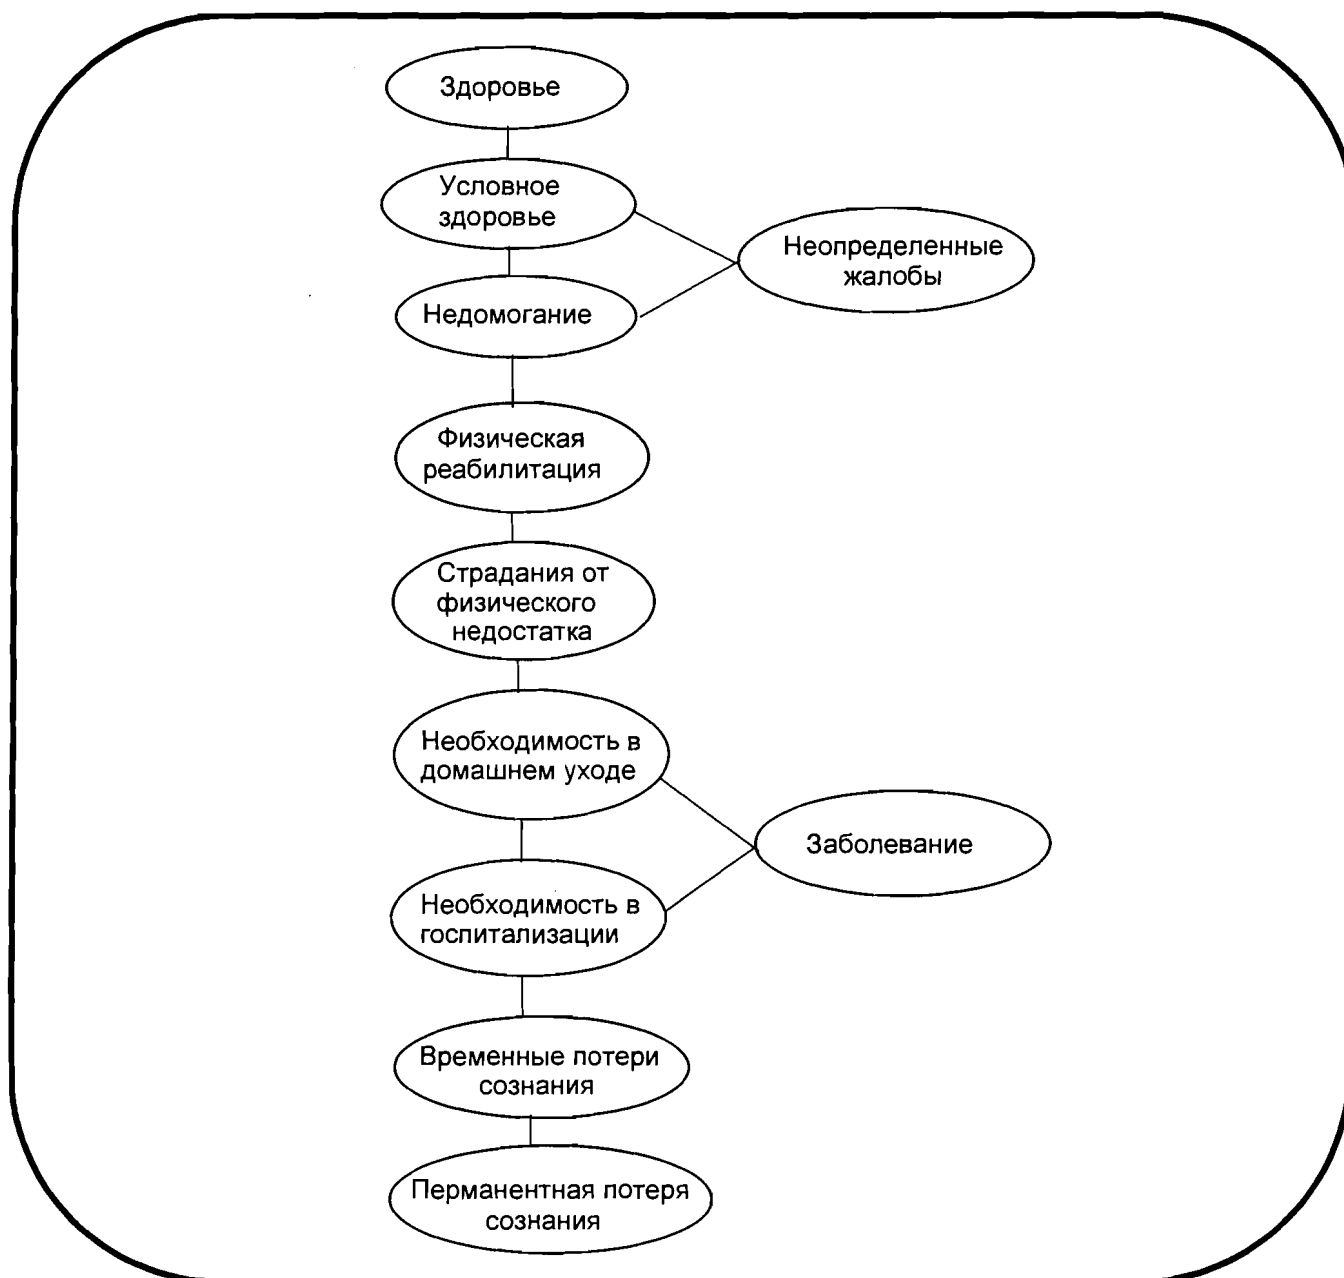 Здоровье
Условное
здоровье
Неопределенные
жалобы
Недомогание
Физическая
реабилитация
Страдания от
физического
недостатка
Необходимость в
домашнем уходе
Заболевание
Необходимость в
госпитализации
Временные потери
сознания
Перманентная потеря
сознания